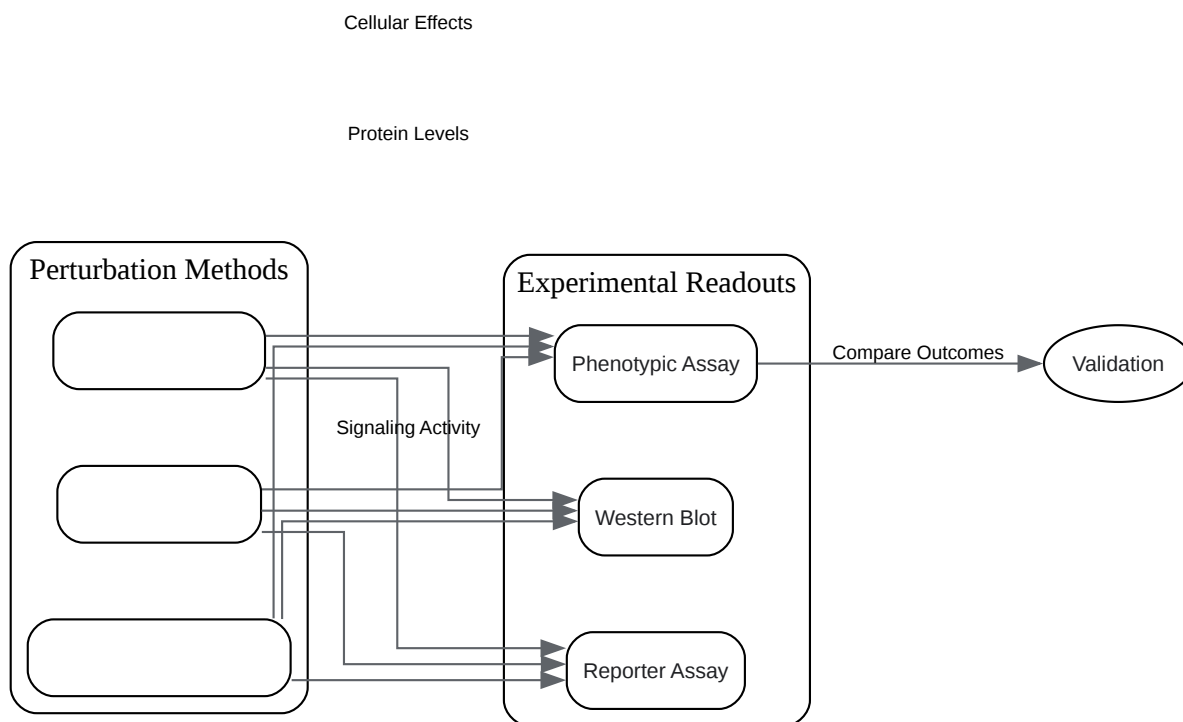 Cellular Effects
Protein Levels
Perturbation Methods
Experimental Readouts
Phenotypic Assay
Compare Outcomes
Validation
Signaling Activity
Western Blot
Reporter Assay